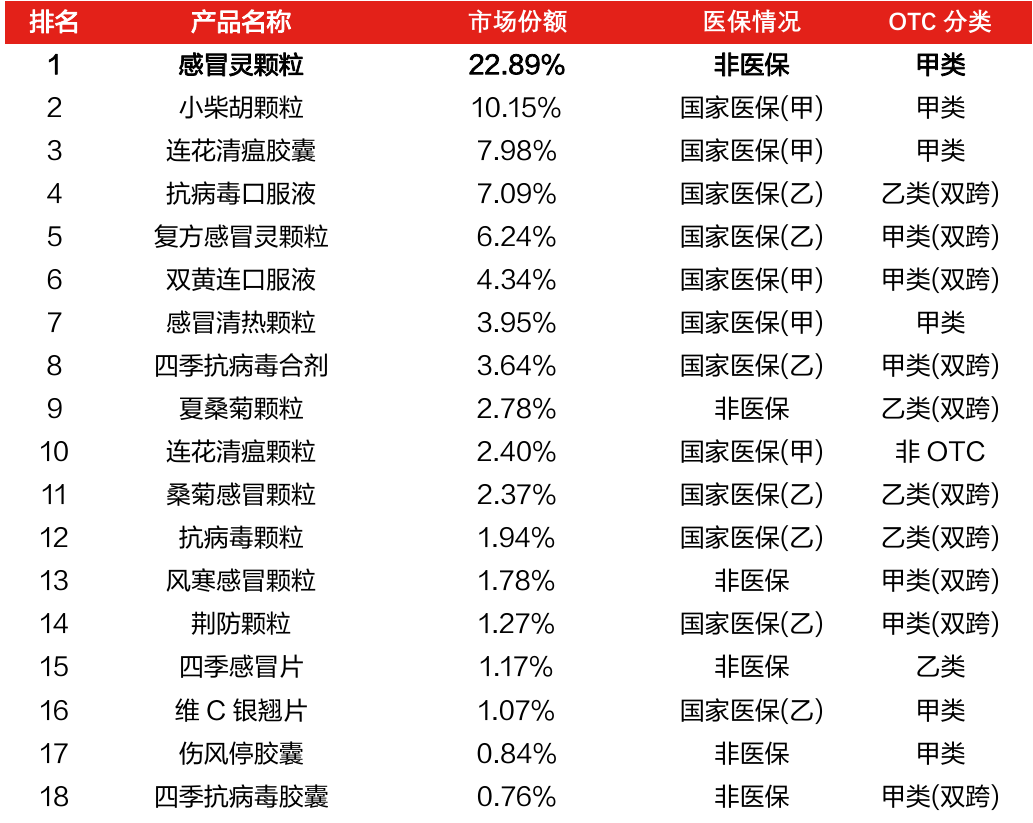 排名 产品名称 市场份额 医保情况 OTC 分类
1 感冒灵颗粒 22.89% 非医保 甲类
2 小柴胡颗粒 10.15% 国家医保(甲) 甲类
3 连花清瘟胶囊 7.98% 国家医保(甲) 甲类
4 抗病毒口服液 7.09% 国家医保(乙) 乙类(双跨)
5 复方感冒灵颗粒 6.24% 国家医保(乙) 甲类(双跨)
6 双黄连口服液 4.34% 国家医保(甲) 甲类(双跨)
7 感冒清热颗粒 3.95% 国家医保(甲) 甲类
8 四季抗病毒合剂 3.64% 国家医保(乙) 甲类(双跨)
9 夏桑菊颗粒 2.78% 非医保 乙类(双跨)
10 连花清瘟颗粒 2.40% 国家医保(甲) 非 OTC
11 桑菊感冒颗粒 2.37% 国家医保(乙) 乙类(双跨)
12 抗病毒颗粒 1.94% 国家医保(乙) 乙类(双跨)
13 风寒感冒颗粒 1.78% 非医保 甲类(双跨)
14 荆防颗粒 1.27% 国家医保(乙) 甲类(双跨)
15 四季感冒片 1.17% 非医保 乙类
16 维 C 银翘片 1.07% 国家医保(乙) 甲类
17 伤风停胶囊 0.84% 非医保 甲类
18 四季抗病毒胶囊 0.76% 非医保 甲类(双跨)